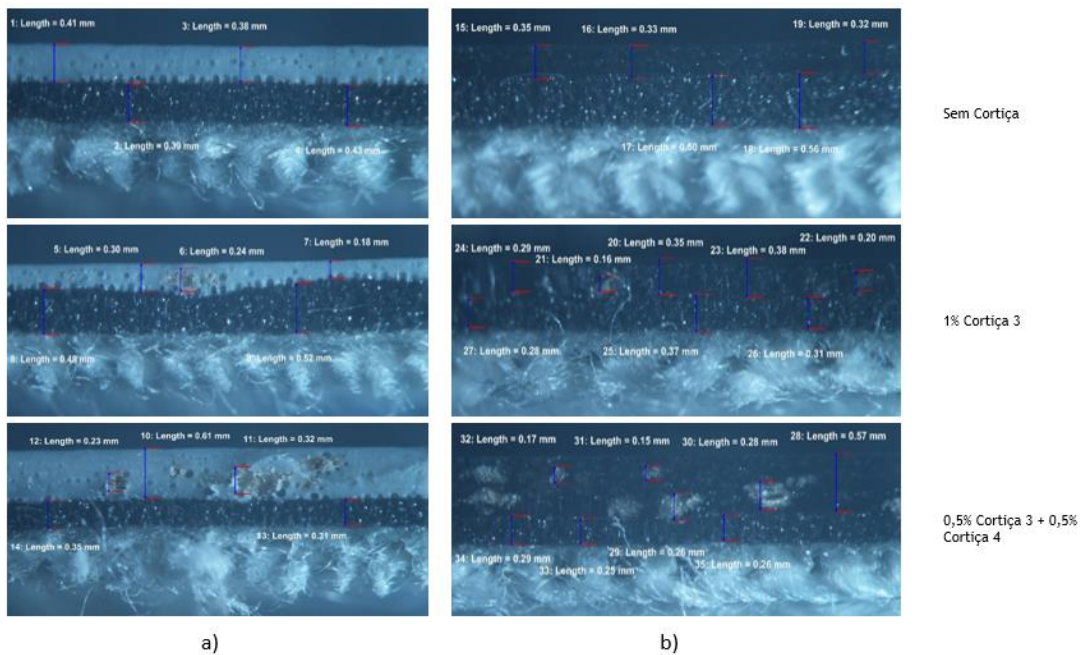 1: Length = 0.41 mm
3: Length = 0.38 mm
2: Length = 0.39 mm
4: Length = 0.43 mm
15: Length = 0.35 mm
16: Length = 0.33 mm
19: Length = 0.32 mm
17: Length = 0.50 mm
18: Length = 0.56 mm
Sem Cortiça
5: Length = 0.30 mm
6: Length = 0.24 mm
7: Length = 0.18 mm
8: Length = 0.48 mm
Length = 0.52 mm
24: Length = 0.29 mm
21: Length = 0.16 mm
20: Length = 0.35 mm
23: Length = 0.38 mm
22: Length = 0.20 mm
27: Length = 0.28 mm
25: Length = 0.37 mm
26: Length = 0.31 mm
1% Cortiça 3
12: Length = 0.23 mm
10: Length = 0.61 mm
11: Length = 0.32 mm
14: Length = 0.35 mm
13: Length = 0.31 mm
32: Length = 0.17 mm
31: Length = 0.15 mm
30: Length = 0.28 mm
28: Length = 0.57 mm
34: Length = 0.29 mm
33: Length = 0.25 mm
29: Length = 0.26 mm
35: Length = 0.26 mm
0,5% Cortiça 3 + 0,5%
Cortiça 4
a)
b)